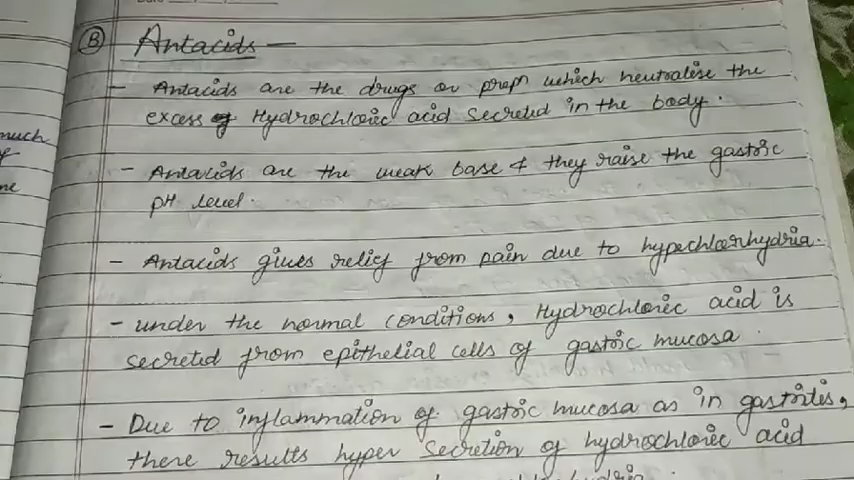 (B) Antacids —
- Antacids are the drugs or prepn which neutralise the
excess of Hydrochloric acid secreted in the body.
- Antacids are the weak base & they raise the gastric
pH level.
- Antacids gives relief from pain due to hypechlorhydria.
- under the normal conditions, Hydrochloric acid is
secreted from epithelial cells of gastric mucosa.
- Due to inflammation of gastric mucosa as in gastrites,
there results hyper secretion of hydrochloric acid
much